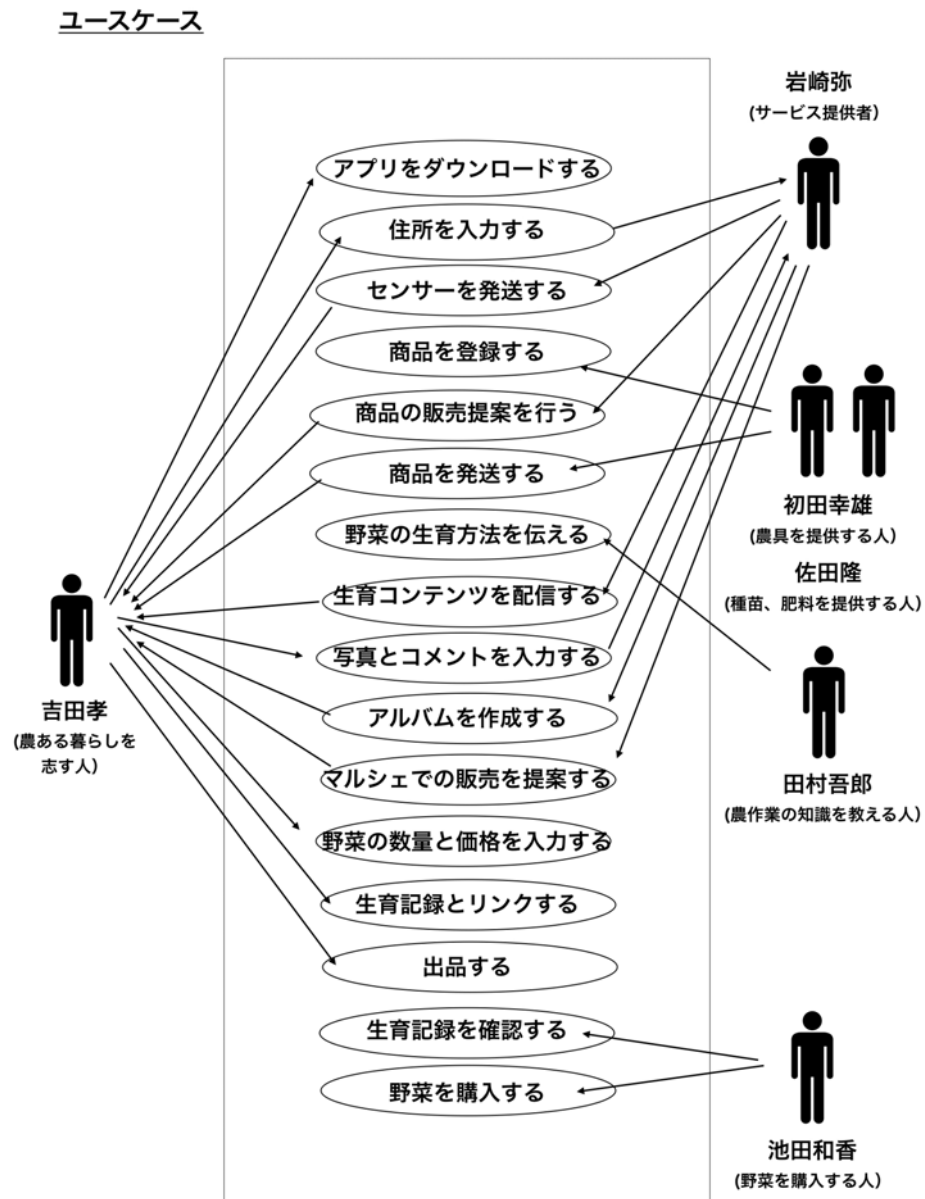 ユースケース
岩崎弥
(サービス提供者)
アプリをダウンロードする
住所を入力する
センサーを発送する
商品を登録する
商品の販売提案を行う
商品を発送する
初田幸雄
(農具を提供する人)
野菜の生育方法を伝える
佐田隆
(種苗、肥料を提供する人)
生育コンテンツを配信する
写真とコメントを入力する
吉田孝
(農ある暮らしを
志す人)
アルバムを作成する
マルシェでの販売を提案する
田村吾郎
(農作業の知識を教える人)
野菜の数量と価格を入力する
生育記録とリンクする
出品する
生育記録を確認する
野菜を購入する
池田和香
(野菜を購入する人)